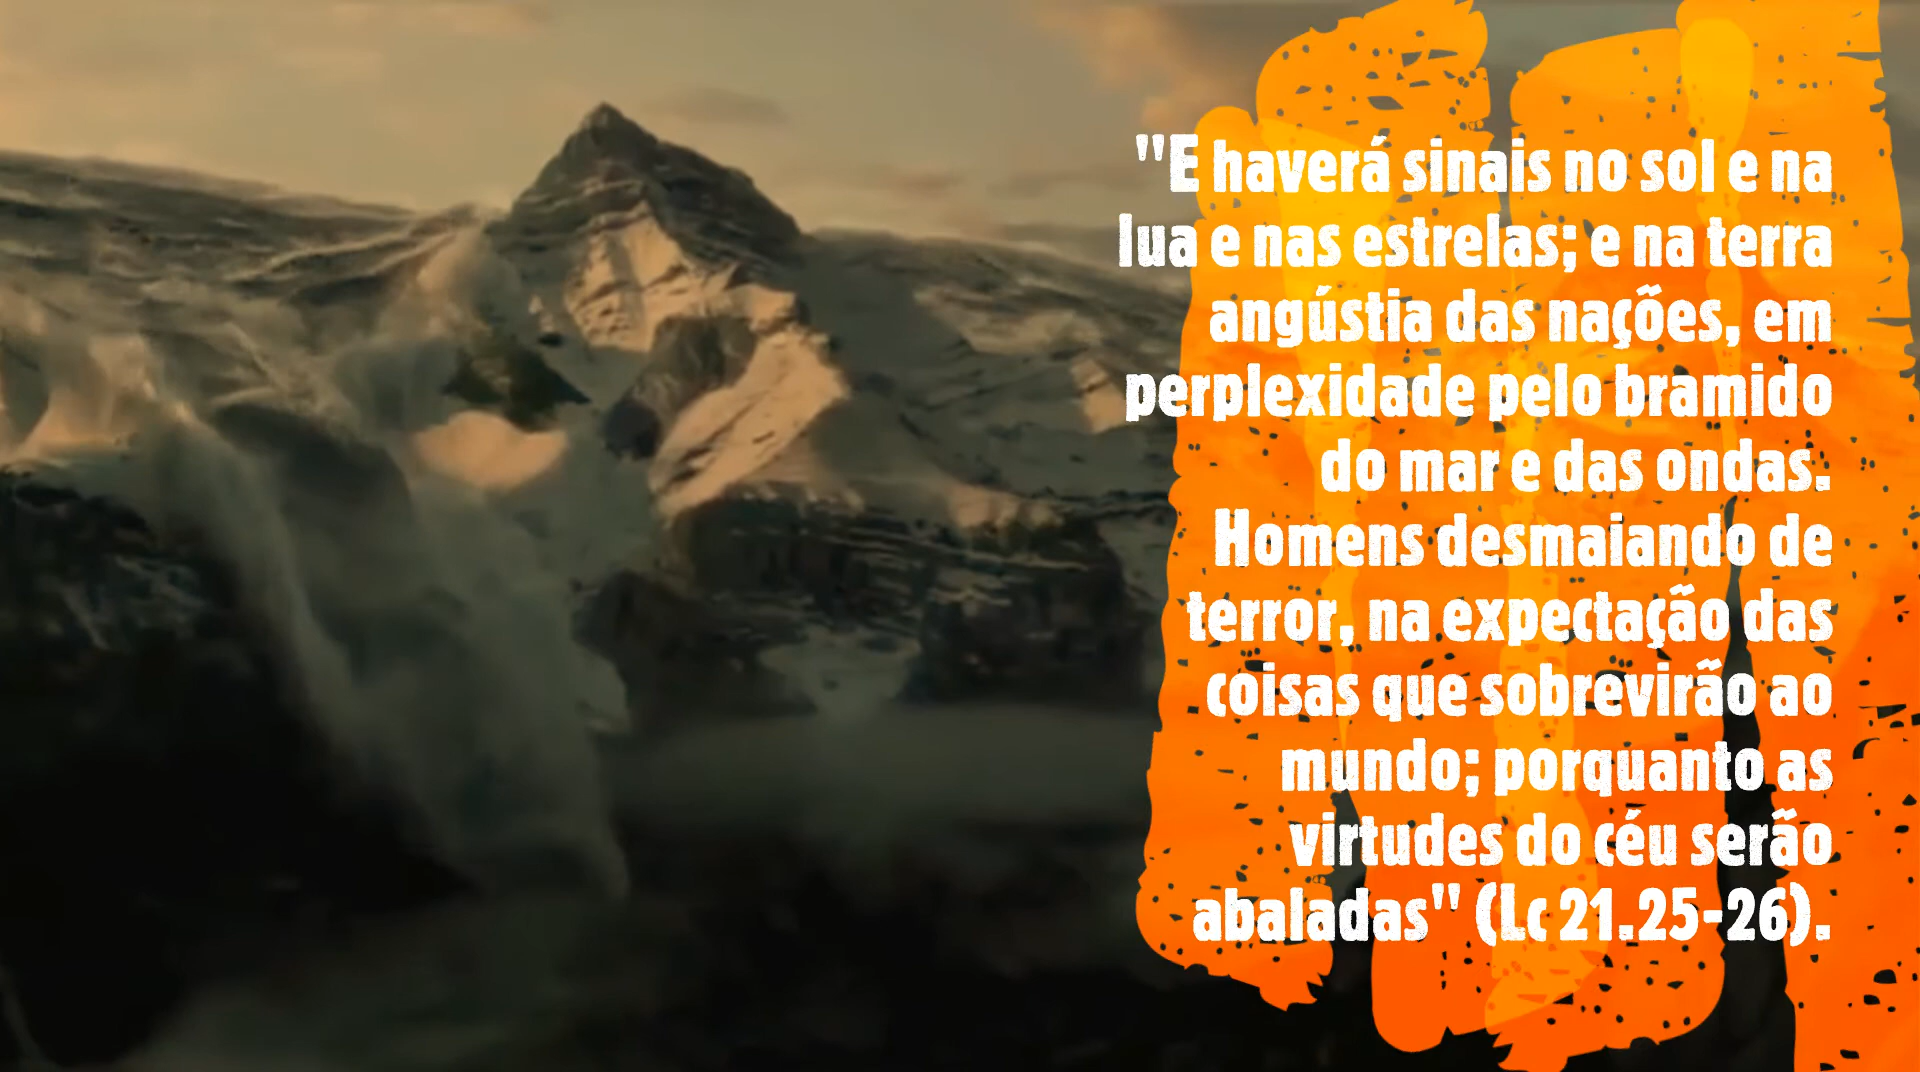 "E haverá sinais no sol e na
lua e nas estrelas; e na terra
angústia das nações, em
perplexidade pelo bramido
do mar e das ondas.
Homens desmaiando de
terror, na expectação das
coisas que sobrevirão ao
mundo; porquanto as
virtudes do céu serão
abaladas" (Lc 21.25-26).